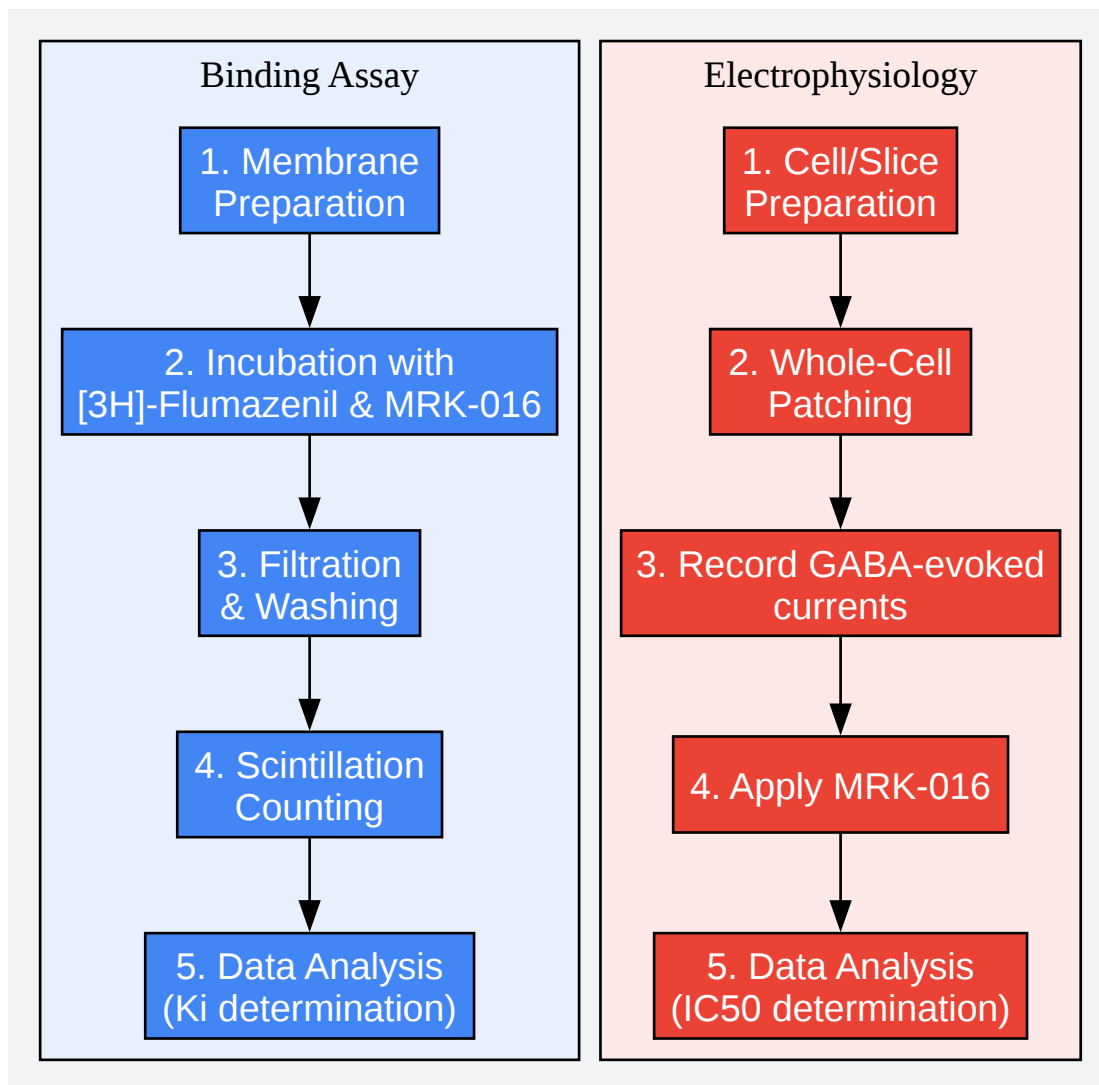 Binding Assay
1. Membrane
Preparation
2. Incubation with
[3H]-Flumazenil & MRK-016
3. Filtration
& Washing
4. Scintillation
Counting
5. Data Analysis
(Ki determination)
Electrophysiology
1. Cell/Slice
Preparation
2. Whole-Cell
Patching
3. Record GABA-evoked
currents
4. Apply MRK-016
5. Data Analysis
(IC50 determination)